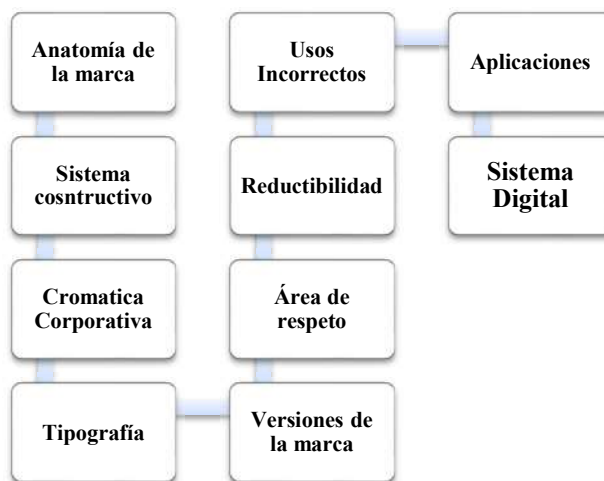 Anatomía de
la marca
Sistema
cosntructivo
Cromatica
Corporativa
Tipografía
Versiones de
la marca
Área de
respeto
Reductibilidad
Usos
Incorrectos
Aplicaciones
Sistema
Digital